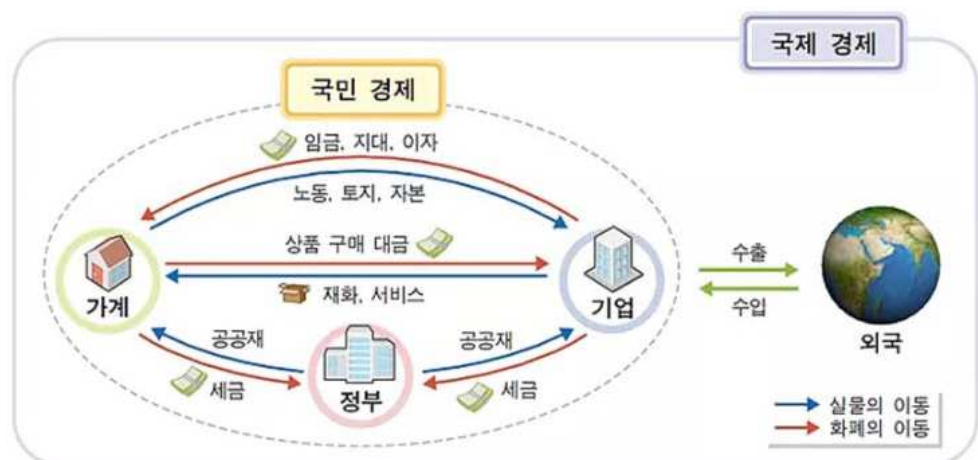 국제 경제
국민 경제
임금, 지대, 이자
노동, 토지, 자본
상품 구매 대금
재화, 서비스
가계
기업
수출
수입
외국
공공재
공공재
세금
세금
정부
실물의 이동
화폐의 이동